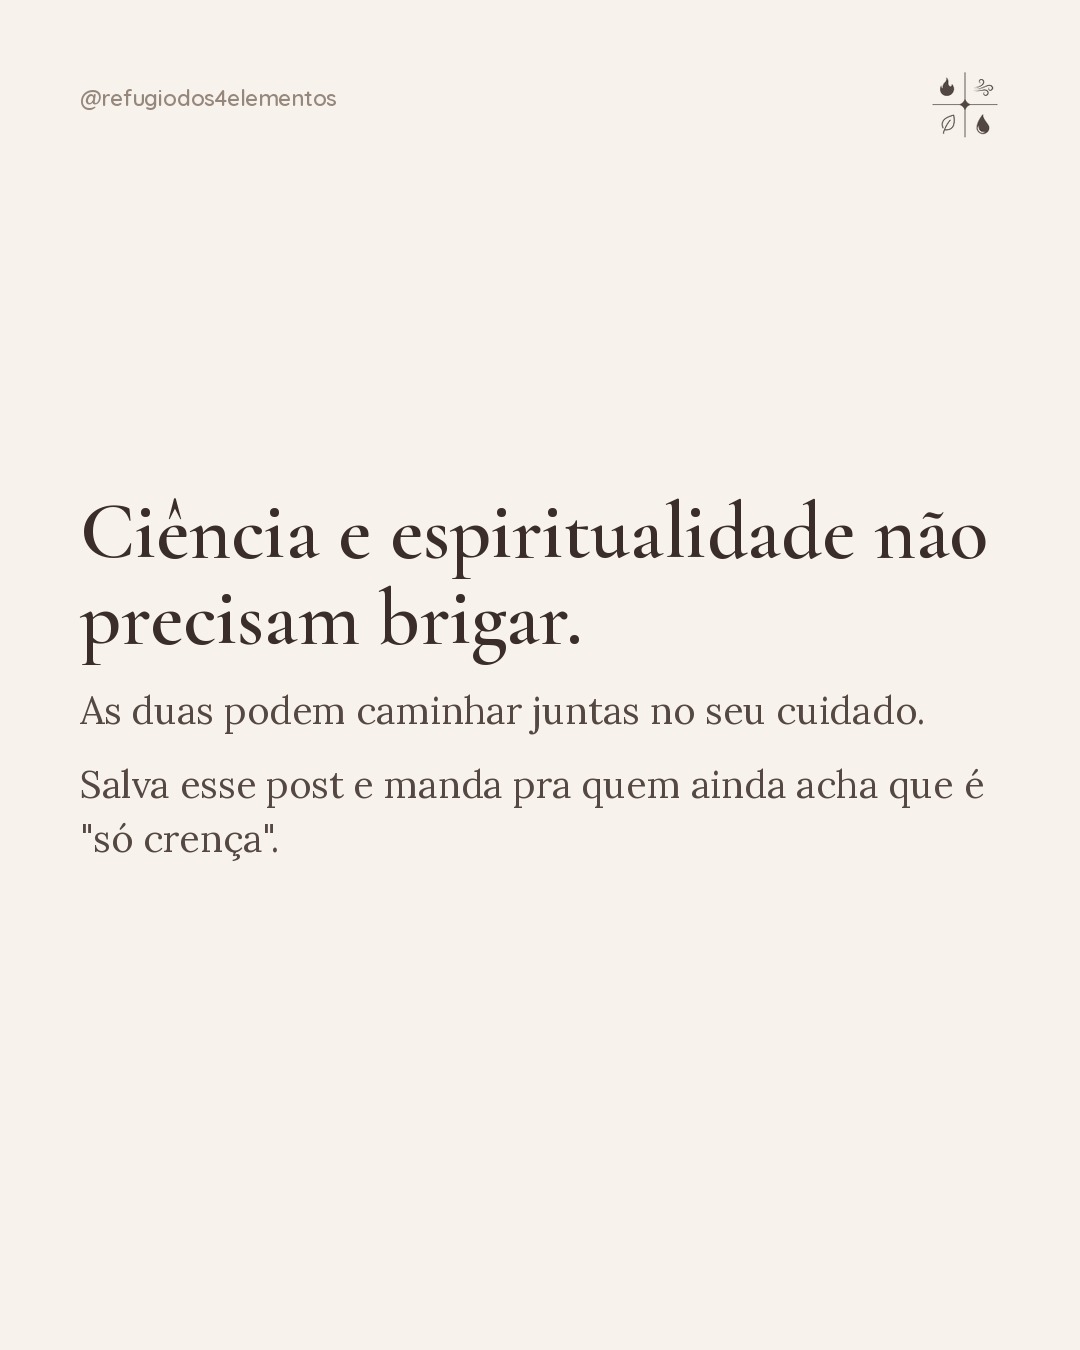 @refugiodos4elementos
Ciência e espiritualidade não
precisam brigar.
As duas podem caminhar juntas no seu cuidado.
Salva esse post e manda pra quem ainda acha que é
"só crença".